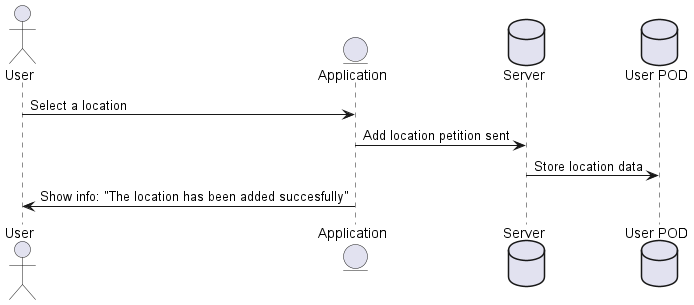 User
Application
Server
User POD
Select a location
Add location petition sent
Store location data
Show info: "The location has been added succesfully"
User
Application
Server
User POD